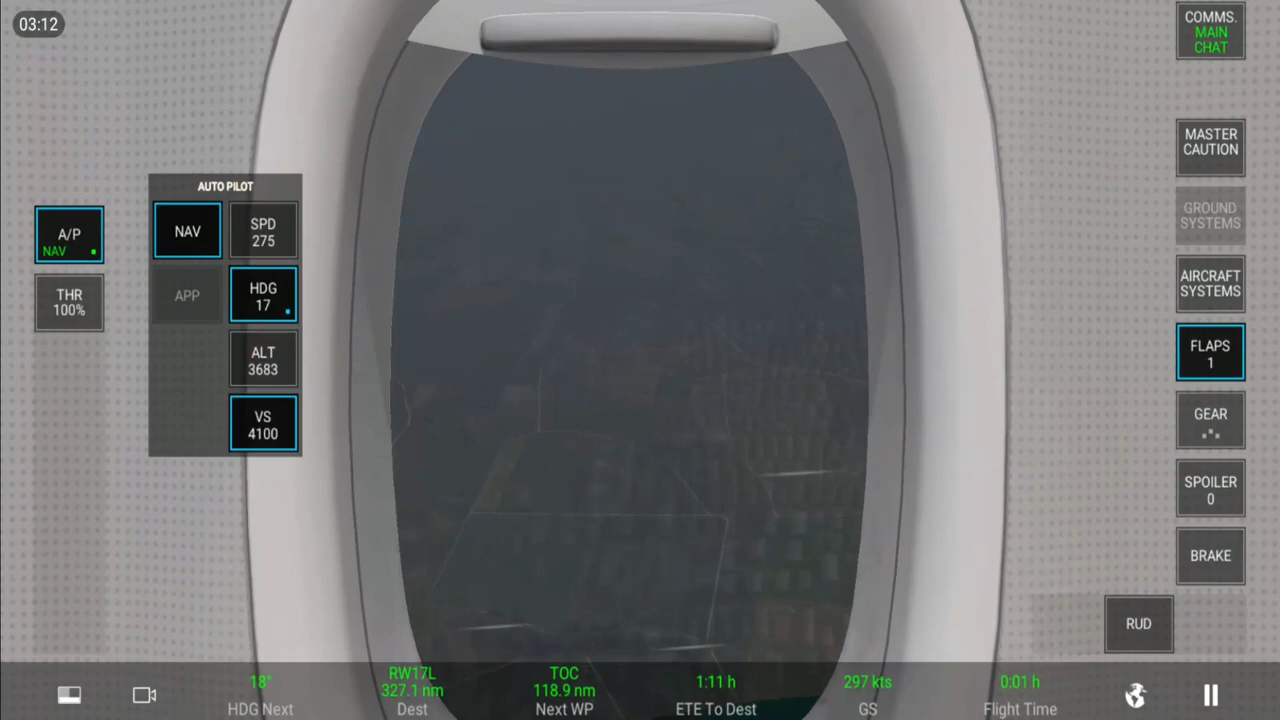 03:12
COMMS.
MAIN
CHAT
MASTER
CAUTION
AUTO PILOT
A/P
NAV
NAV
SPD
275
GROUND
SYSTEMS
THR
100%
APP
HDG
17
AIRCRAFT
SYSTEMS
ALT
3683
FLAPS
1
VS
4100
GEAR
SPOILER
0
BRAKE
RUD
18°
HDG Next
RW17L
327.1 nm
Dest
TOC
118.9 nm
Next WP
1:11 h
ETE To Dest
297 kts
GS
0:01 h
Flight Time